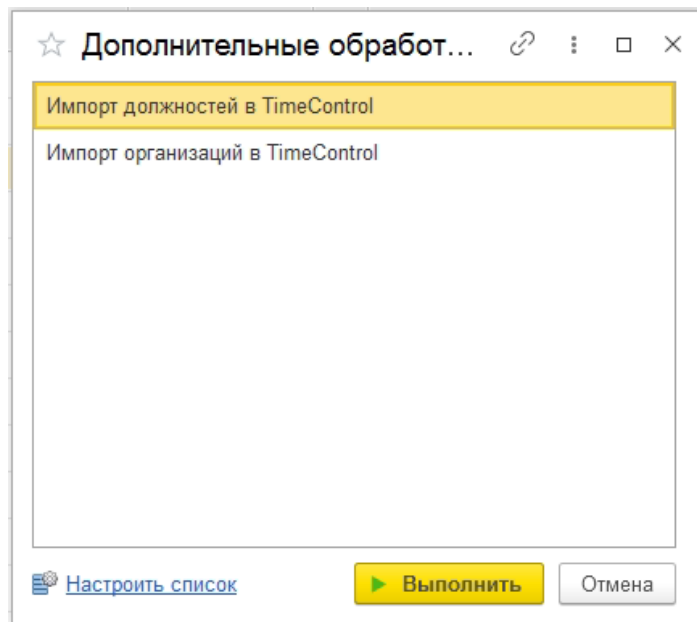 Дополнительные обработ...
Импорт должностей в TimeControl
Импорт организаций в TimeControl
Настроить список
Выполнить
Отмена